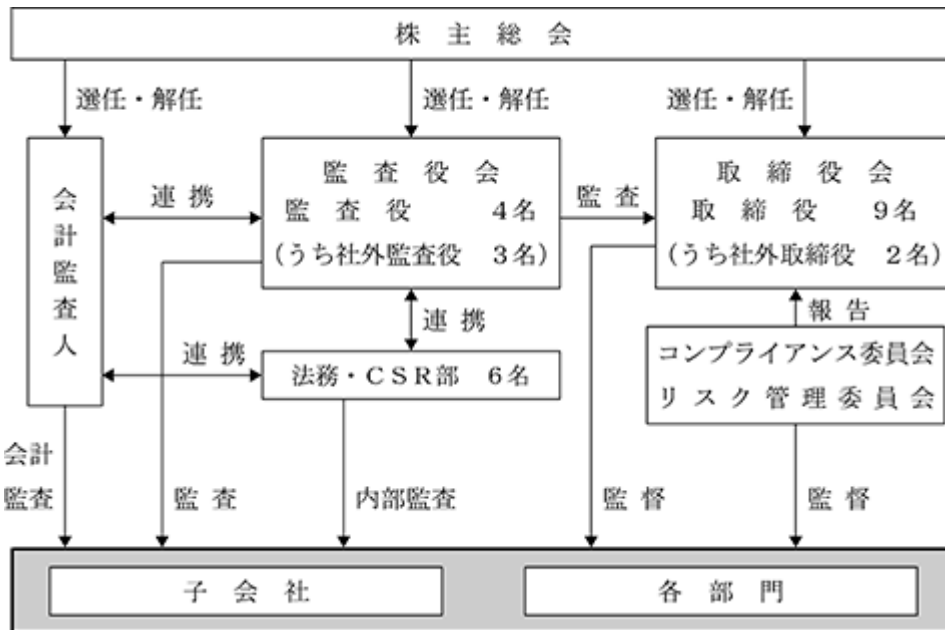 株主総会
選任・解任
選任・解任
選任・解任
会計監査人
連携
監査役会
監査役 4名
(うち社外監査役 3名)
監査
取締役会
取締役 9名
(うち社外取締役 2名)
連携
報告
連携
法務・CSR部 6名
コンプライアンス委員会
リスク管理委員会
会計
監査
監査
内部監査
監督
監督
子会社
各部門